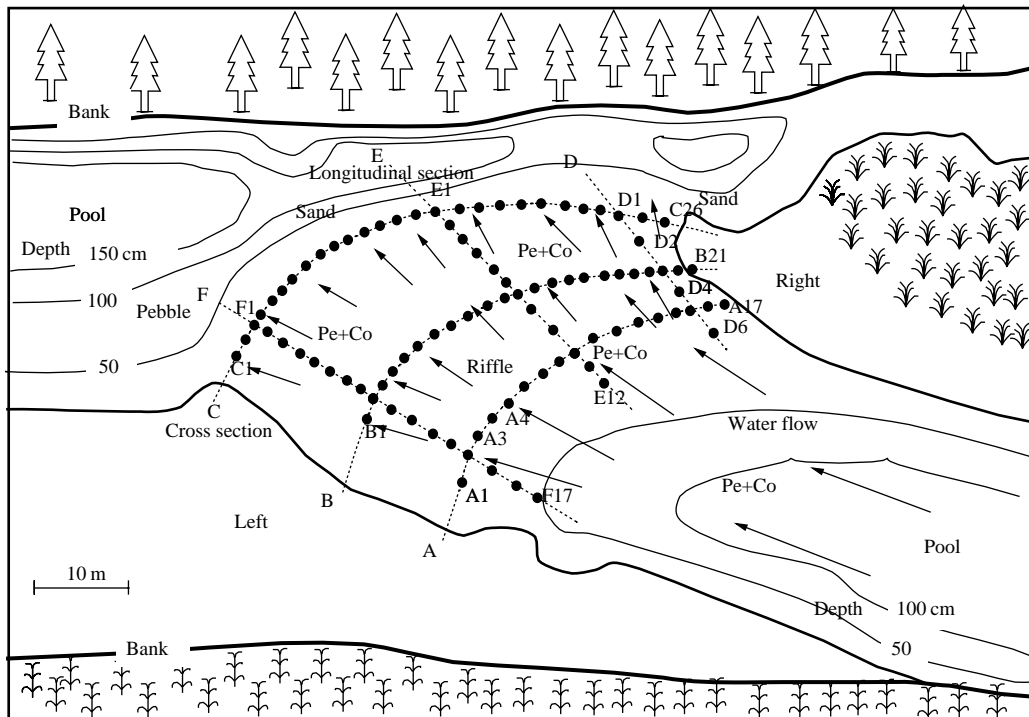 Bank
E
D
Longitudinal section
E1
D1
Sand
Sand
C26
Pool
Pe+Co
D2
Depth
150 cm
B21
Right
100
F
D4
Pebble
F1
A17
Pe+Co
D6
Pe+Co
50
C1
Riffle
E12
C
A4
Cross section
B1
A3
Water flow
Pe+Co
B
A1
F17
Left
A
Pool
10 m
Depth
100 cm
50
Bank